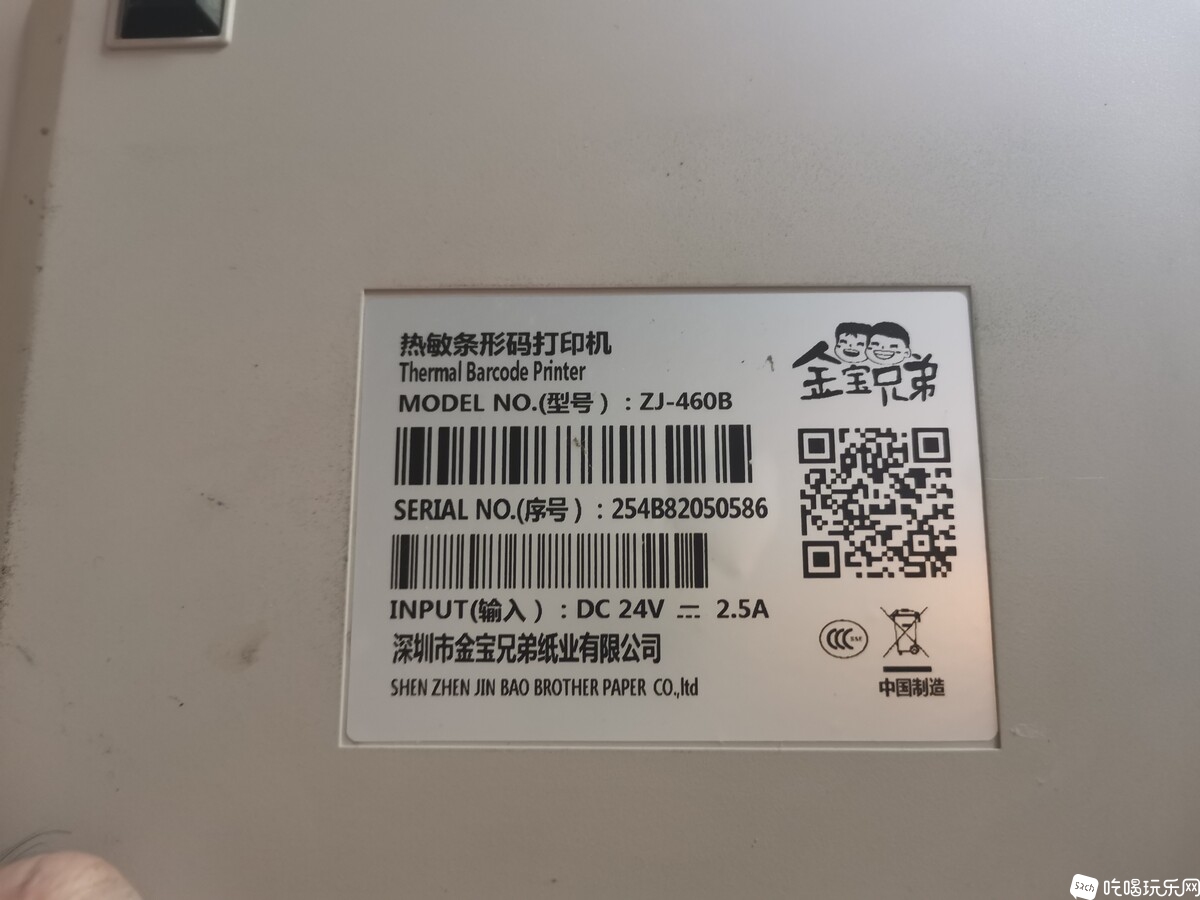 热敏条形码打印机
Thermal Barcode Printer
MODEL NO.(型号）：ZJ-460B
SERIAL NO.(序号）：254B82050586
INPUT(输入）：DC 24V ⎓ 2.5A
深圳市金宝兄弟纸业有限公司
SHEN ZHEN JIN BAO BROTHER PAPER CO.,ltd
金宝兄弟
CCC
中国制造
吃喝玩乐网